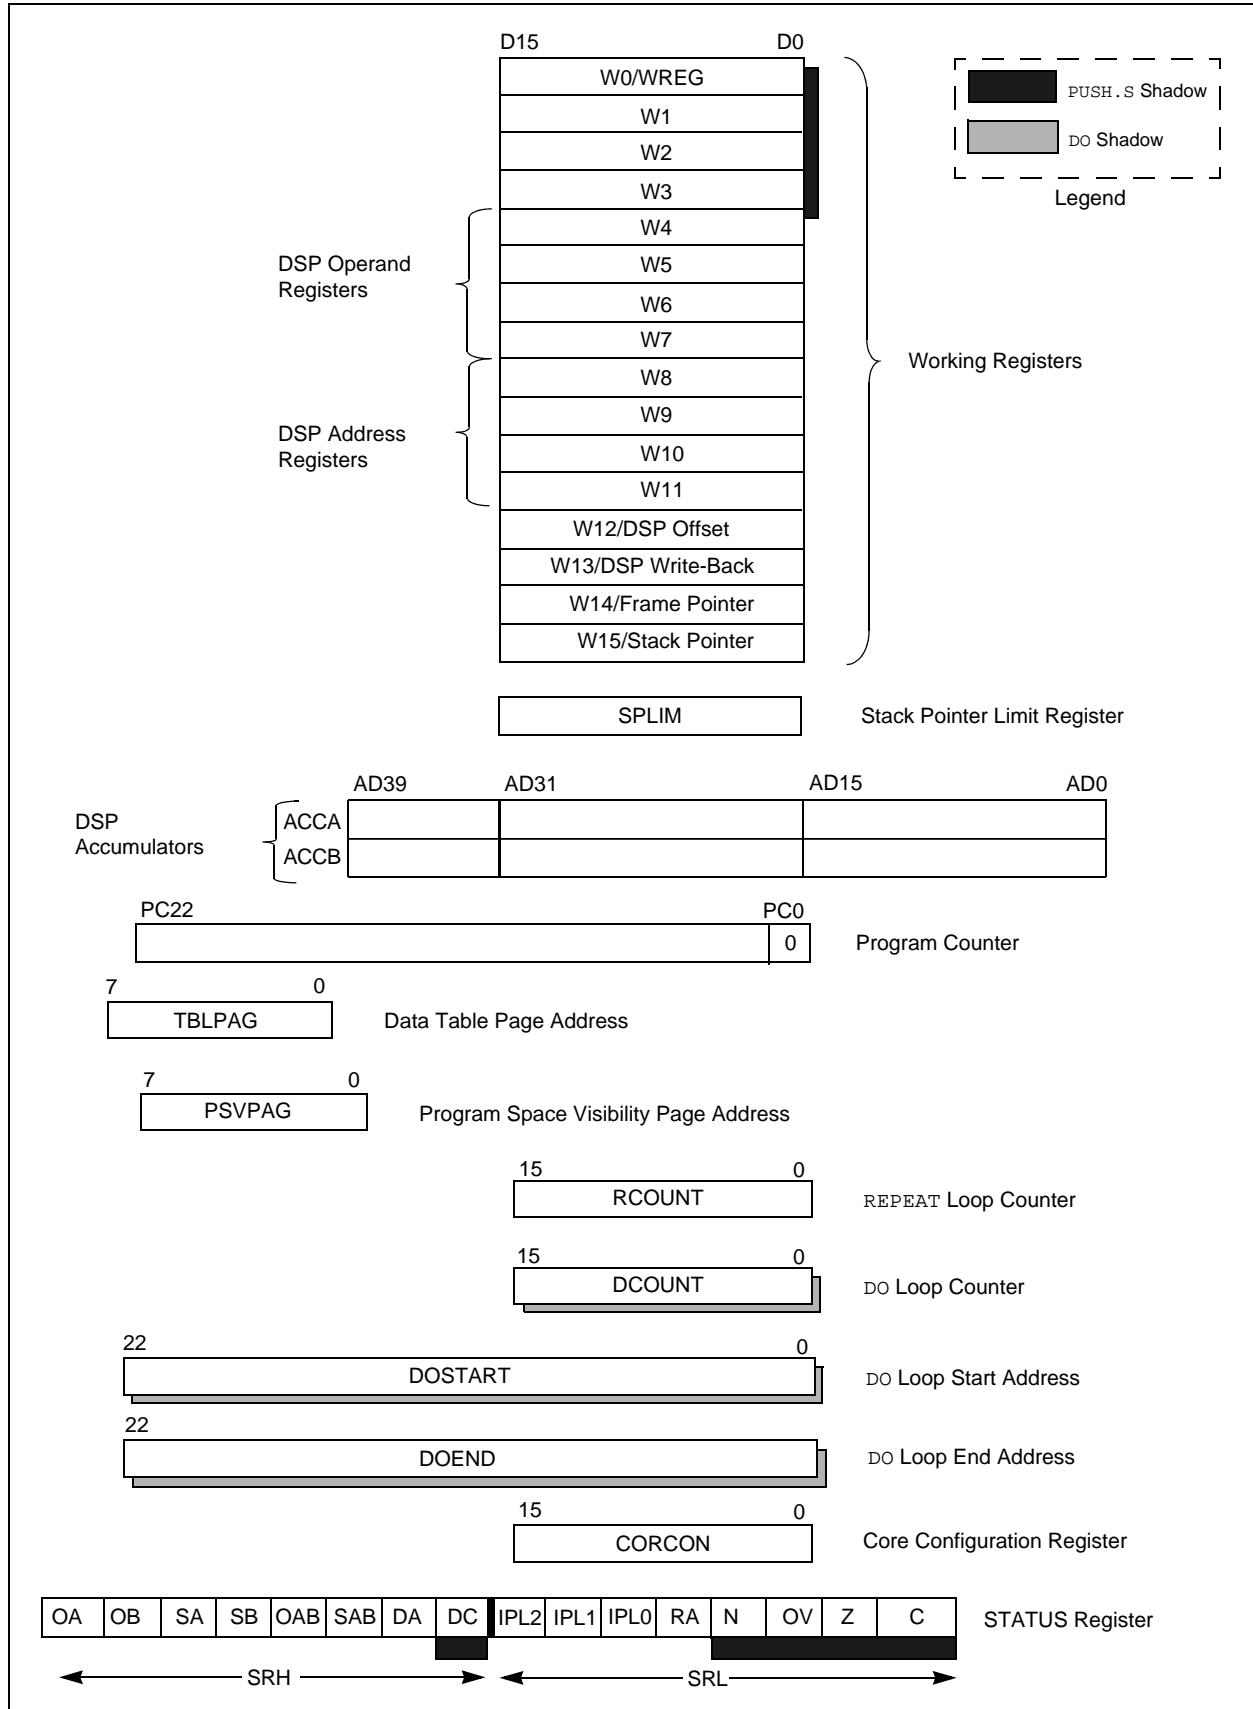 D15 D0
W0/WREG
PUSH.S Shadow
W1
DO Shadow
W2
W3
Legend
W4
DSP Operand
Registers
W5
W6
W7
Working Registers
W8
W9
DSP Address
Registers
W10
W11
W12/DSP Offset
W13/DSP Write-Back
W14/Frame Pointer
W15/Stack Pointer
SPLIM Stack Pointer Limit Register
AD39 AD31 AD15 AD0
DSP
Accumulators
ACCA
ACCB
PC22 PC0
0 Program Counter
7 0
TBLPAG Data Table Page Address
7 0
PSVPAG Program Space Visibility Page Address
15 0
RCOUNT REPEAT Loop Counter
15 0
DCOUNT DO Loop Counter
22 0
DOSTART DO Loop Start Address
22
DOEND DO Loop End Address
15 0
CORCON Core Configuration Register
OA OB SA SB OAB SAB DA DC IPL2 IPL1 IPL0 RA N OV Z C STATUS Register
SRH SRL